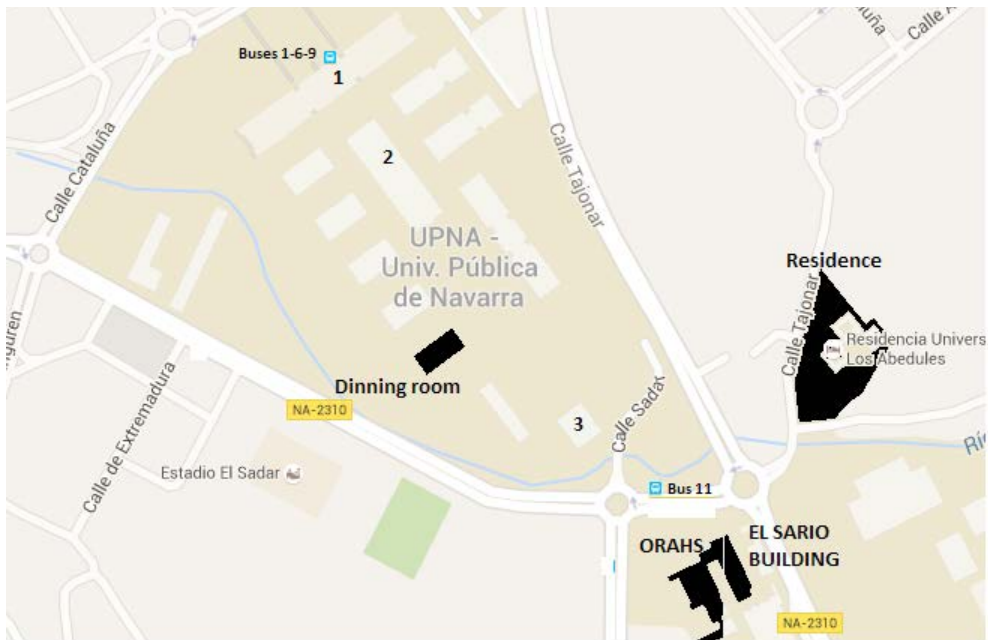 Buses 1-6-9
1
2
3
Calle Cataluña
Calle Tajonar
UPNA -
Univ. Pública
de Navarra
Residence
Calle Tajonar
Residencia Univers
Los Abedules
Dinning room
NA-2310
Calle de Extremadura
Estadio El Sadar
Calle Sadar
Bus 11
ORAHS
EL SARIO
BUILDING
NA-2310